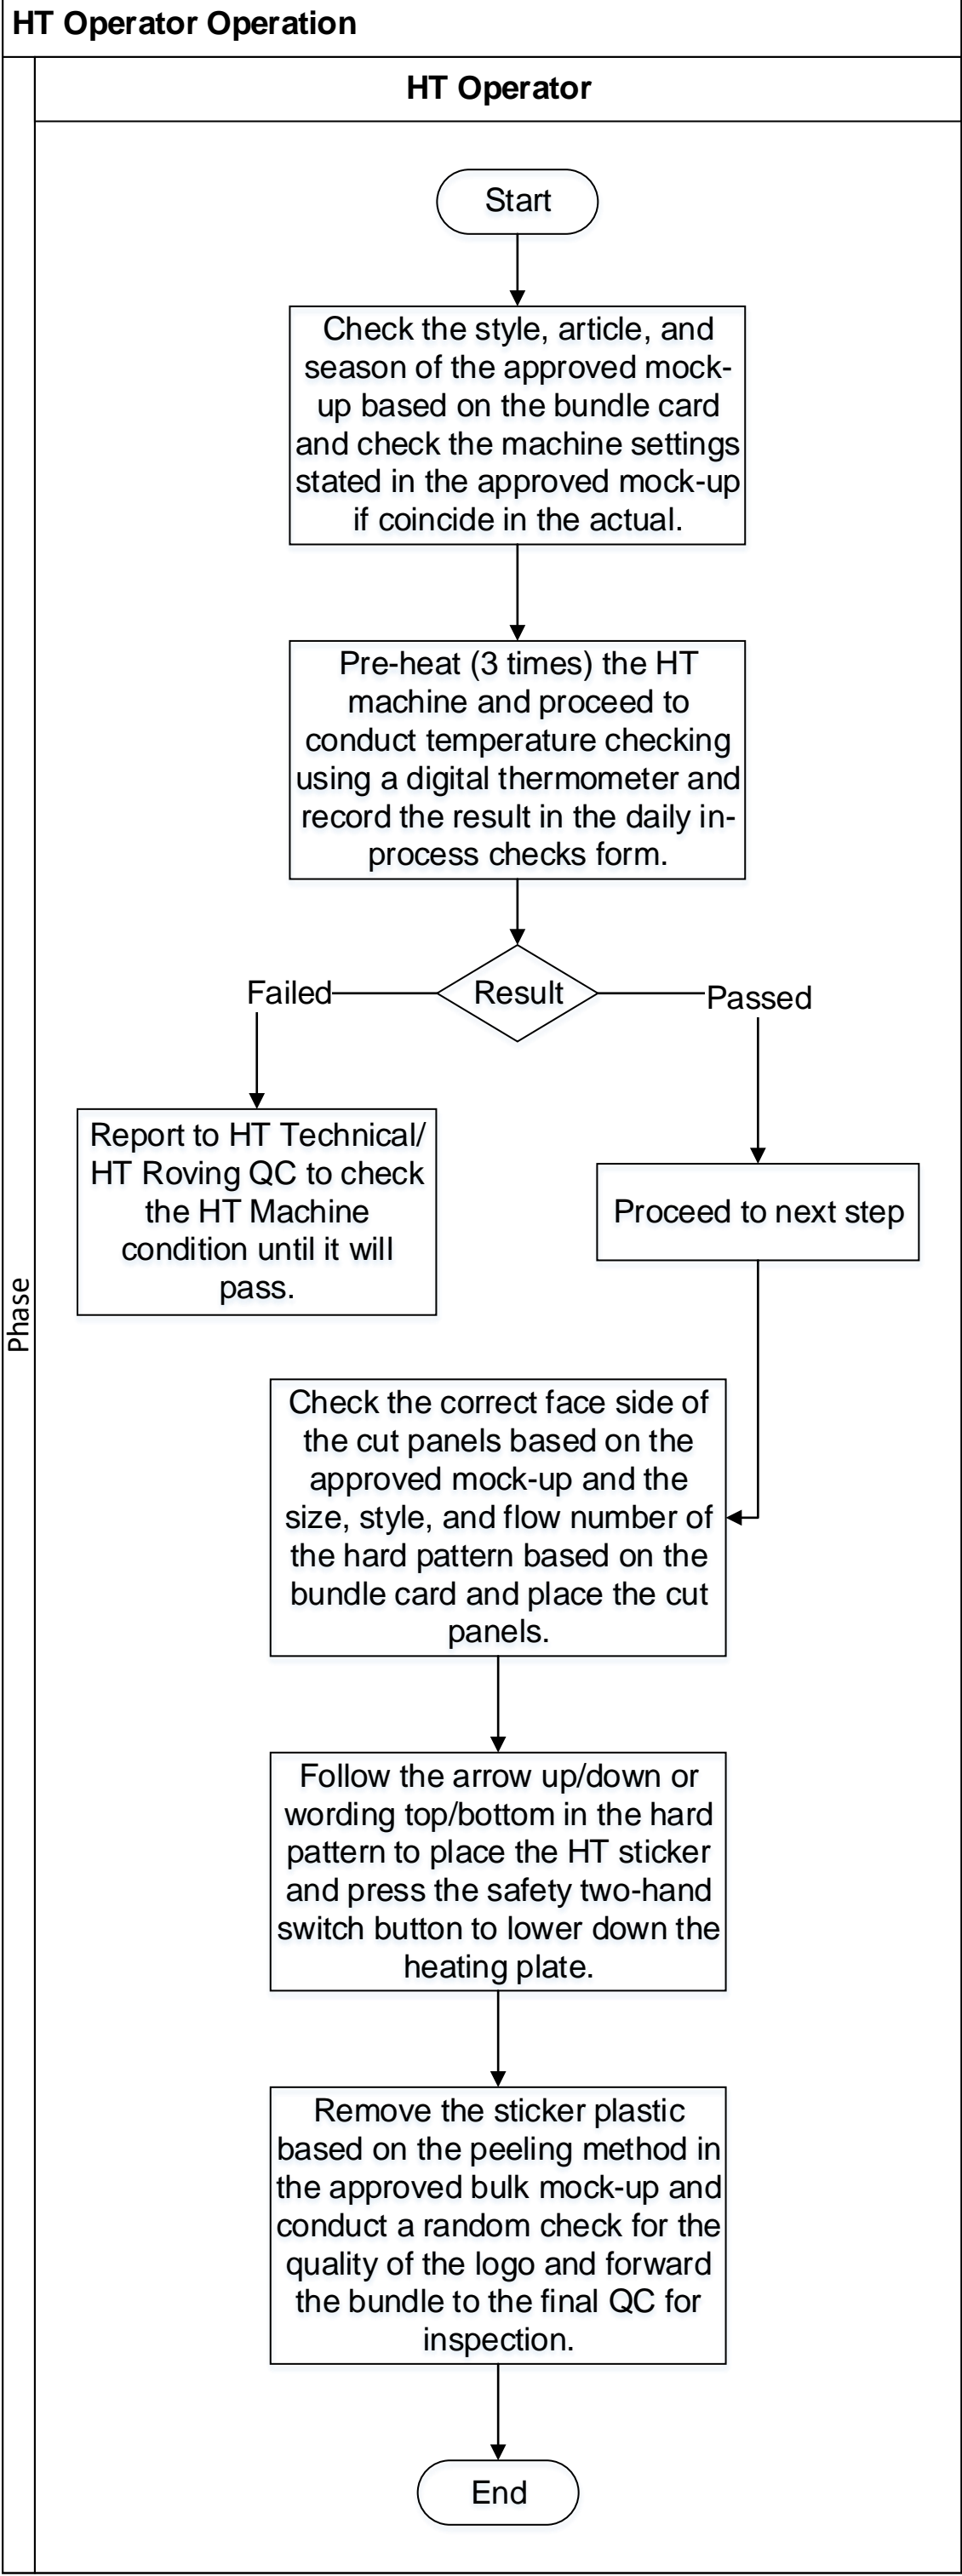 HT Operator Operation
HT Operator
Phase
Start
Check the style, article, and
season of the approved mock-
up based on the bundle card
and check the machine settings
stated in the approved mock-up
if coincide in the actual.
Pre-heat (3 times) the HT
machine and proceed to
conduct temperature checking
using a digital thermometer and
record the result in the daily in-
process checks form.
Result
Failed
Passed
Report to HT Technical/
HT Roving QC to check
the HT Machine
condition until it will
pass.
Proceed to next step
Check the correct face side of
the cut panels based on the
approved mock-up and the
size, style, and flow number of
the hard pattern based on the
bundle card and place the cut
panels.
Follow the arrow up/down or
wording top/bottom in the hard
pattern to place the HT sticker
and press the safety two-hand
switch button to lower down the
heating plate.
Remove the sticker plastic
based on the peeling method in
the approved bulk mock-up and
conduct a random check for the
quality of the logo and forward
the bundle to the final QC for
inspection.
End